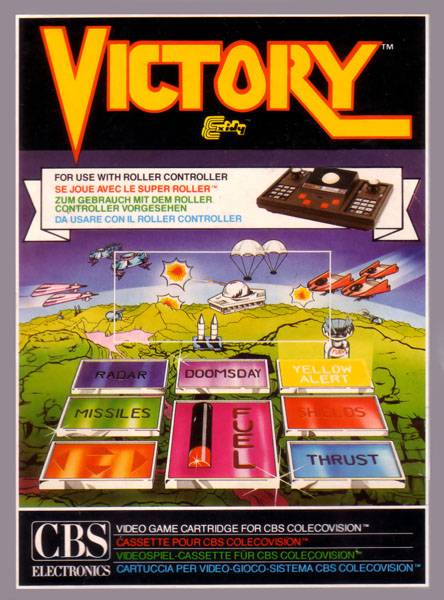 VICTORY™
Exidy™
FOR USE WITH ROLLER CONTROLLER
SE JOUE AVEC LE SUPER ROLLER™
ZUM GEBRAUCH MIT DEM ROLLER
CONTROLLER VORGESEHEN
DA USARE CON IL ROLLER CONTROLLER
RADAR
DOOMSDAY
YELLOW
ALERT
MISSILES
FUEL
SHIELDS
THRUST
CBS
ELECTRONICS
VIDEO GAME CARTRIDGE FOR CBS COLECOVISION™
CASSETTE POUR CBS COLECOVISION™
VIDEOSPIEL-CASSETTE FÜR CBS COLECOVISION™
CARTUCCIA PER VIDEO-GIOCO-SISTEMA CBS COLECOVISION™